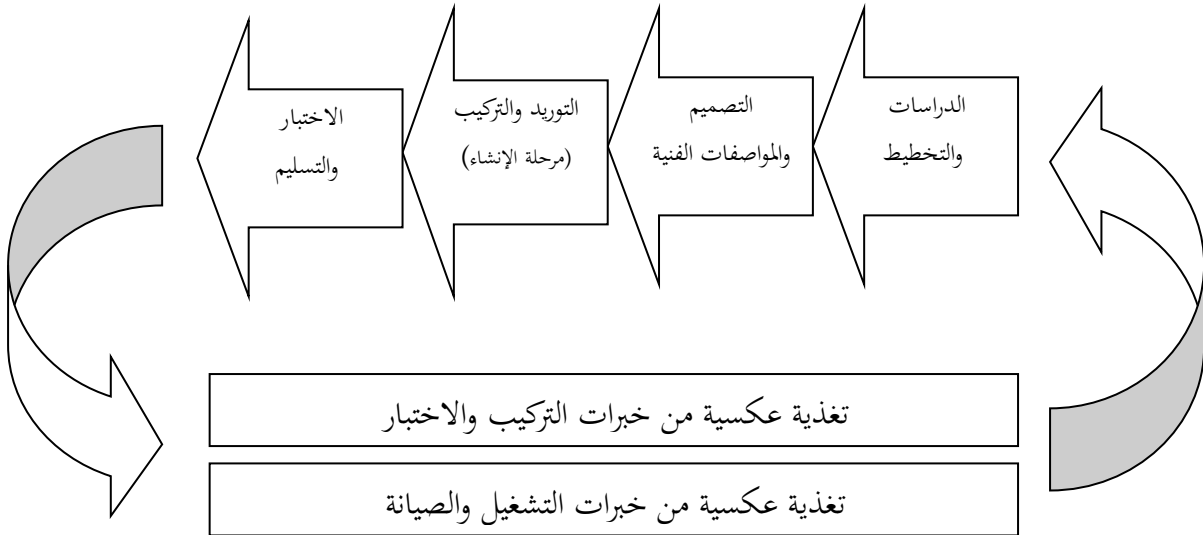 الدراسات
والتخطيط
التصميم
والمواصفات الفنية
التوريد والتركيب
(مرحلة الإنشاء)
الاختبار
والتسليم
تغذية عكسية من خبرات التركيب والاختبار
تغذية عكسية من خبرات التشغيل والصيانة